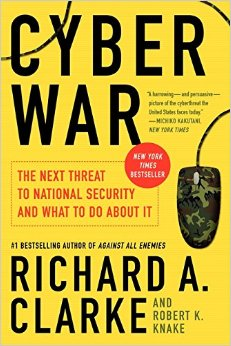 CYBER
WAR
"A harrowing—and persuasive—
picture of the cyberthreat the
United States faces today."
—MICHIKO KAKUTANI,
NEW YORK TIMES
NEW YORK
TIMES
BESTSELLER
THE NEXT THREAT
TO NATIONAL SECURITY
AND WHAT TO DO ABOUT IT
#1 BESTSELLING AUTHOR OF AGAINST ALL ENEMIES
RICHARD A.
CLARKE
AND
ROBERT K.
KNAKE